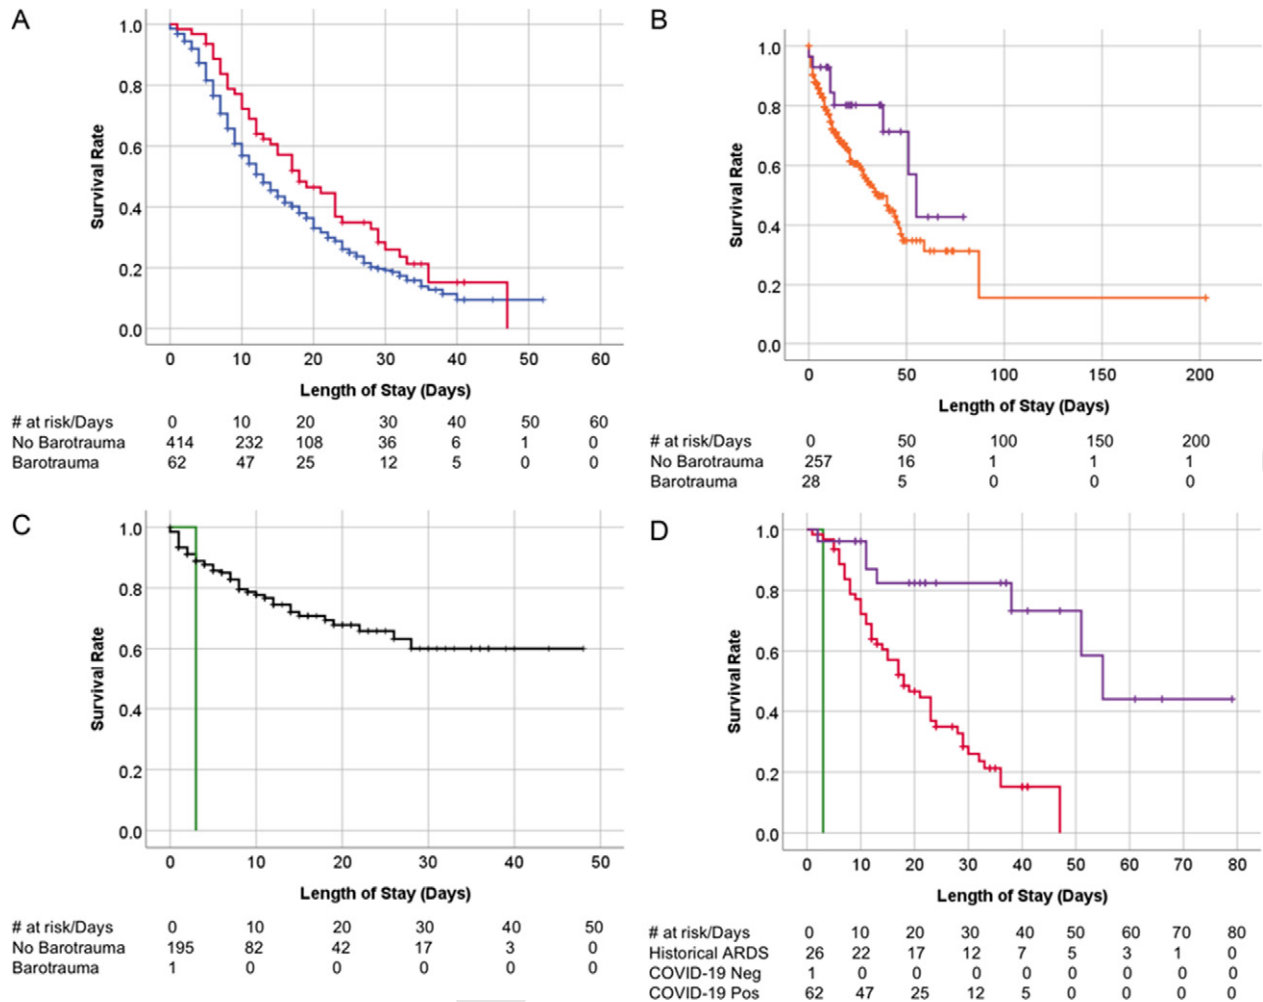 A
Survival Rate
1.0
0.8
0.6
0.4
0.2
0.0
0 10 20 30 40 50 60
Length of Stay (Days)
# at risk/Days 0 10 20 30 40 50 60
No Barotrauma 414 232 108 36 6 1 0
Barotrauma 62 47 25 12 5 0 0
B
Survival Rate
1.0
0.8
0.6
0.4
0.2
0.0
0 50 100 150 200
Length of Stay (Days)
# at risk/Days 0 50 100 150 200
No Barotrauma 257 16 1 1 1
Barotrauma 28 5 0 0 0
C
Survival Rate
1.0
0.8
0.6
0.4
0.2
0.0
0 10 20 30 40 50
Length of Stay (Days)
# at risk/Days 0 10 20 30 40 50
No Barotrauma 195 82 42 17 3 0
Barotrauma 1 0 0 0 0 0
D
Survival Rate
1.0
0.8
0.6
0.4
0.2
0.0
0 10 20 30 40 50 60 70 80
Length of Stay (Days)
# at risk/Days 0 10 20 30 40 50 60 70 80
Historical ARDS 26 22 17 12 7 5 3 1 0
COVID-19 Neg 1 0 0 0 0 0 0 0 0
COVID-19 Pos 62 47 25 12 5 0 0 0 0